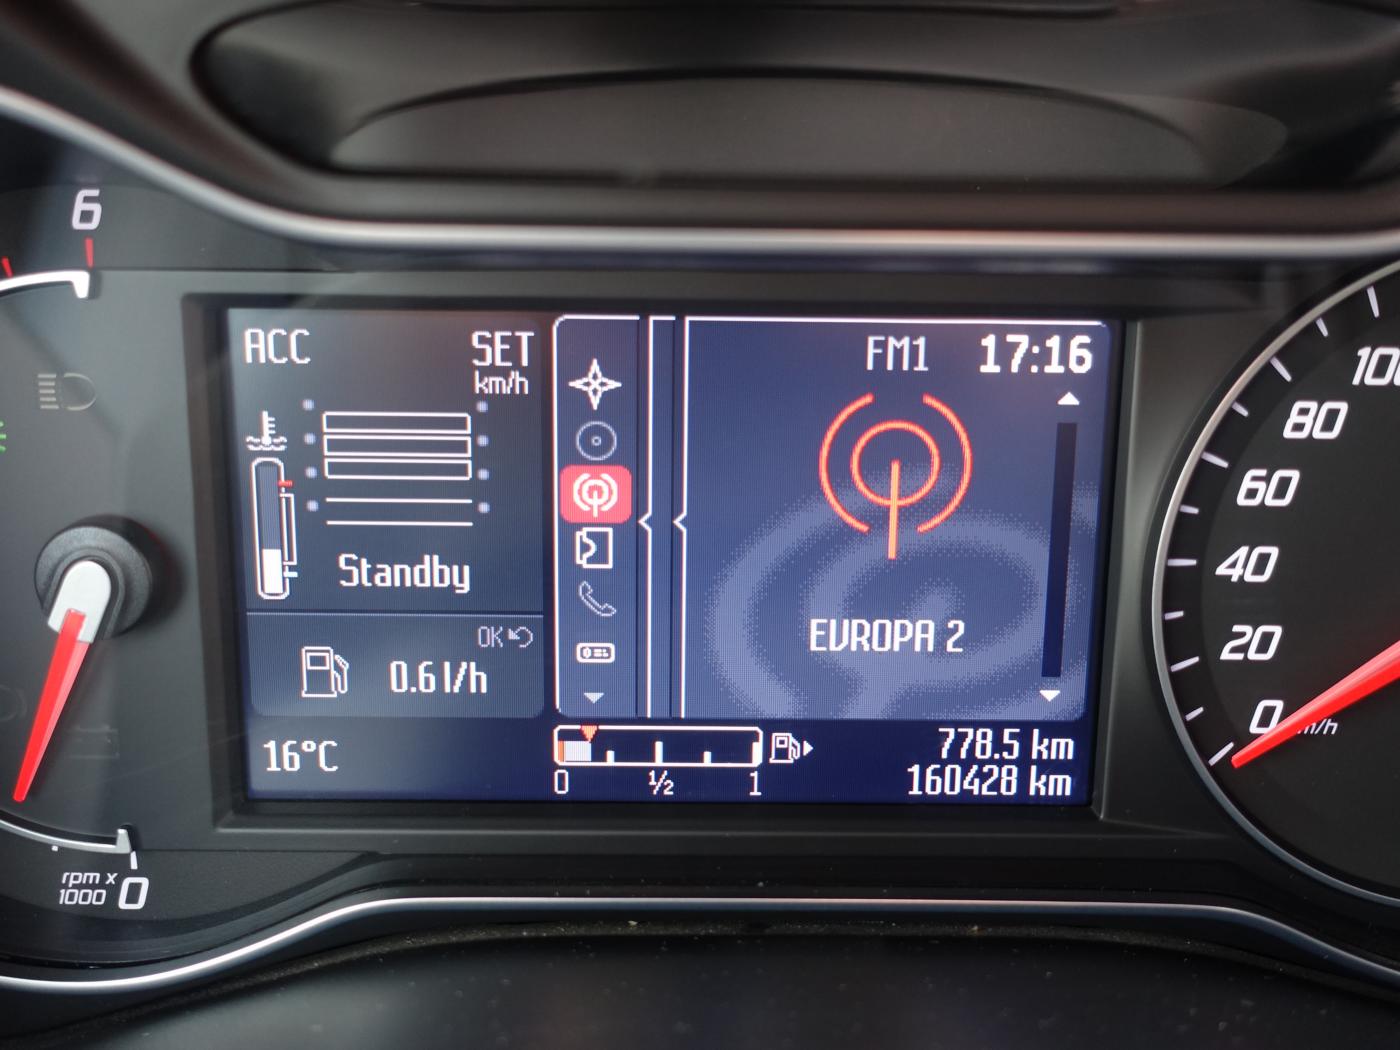 6
ACC
SET
km/h
Standby
OK
0.6 l/h
16°C
FM1
17:16
EVROPA 2
0
½
1
778.5 km
160428 km
rpm x
1000
0
80
60
40
20
0